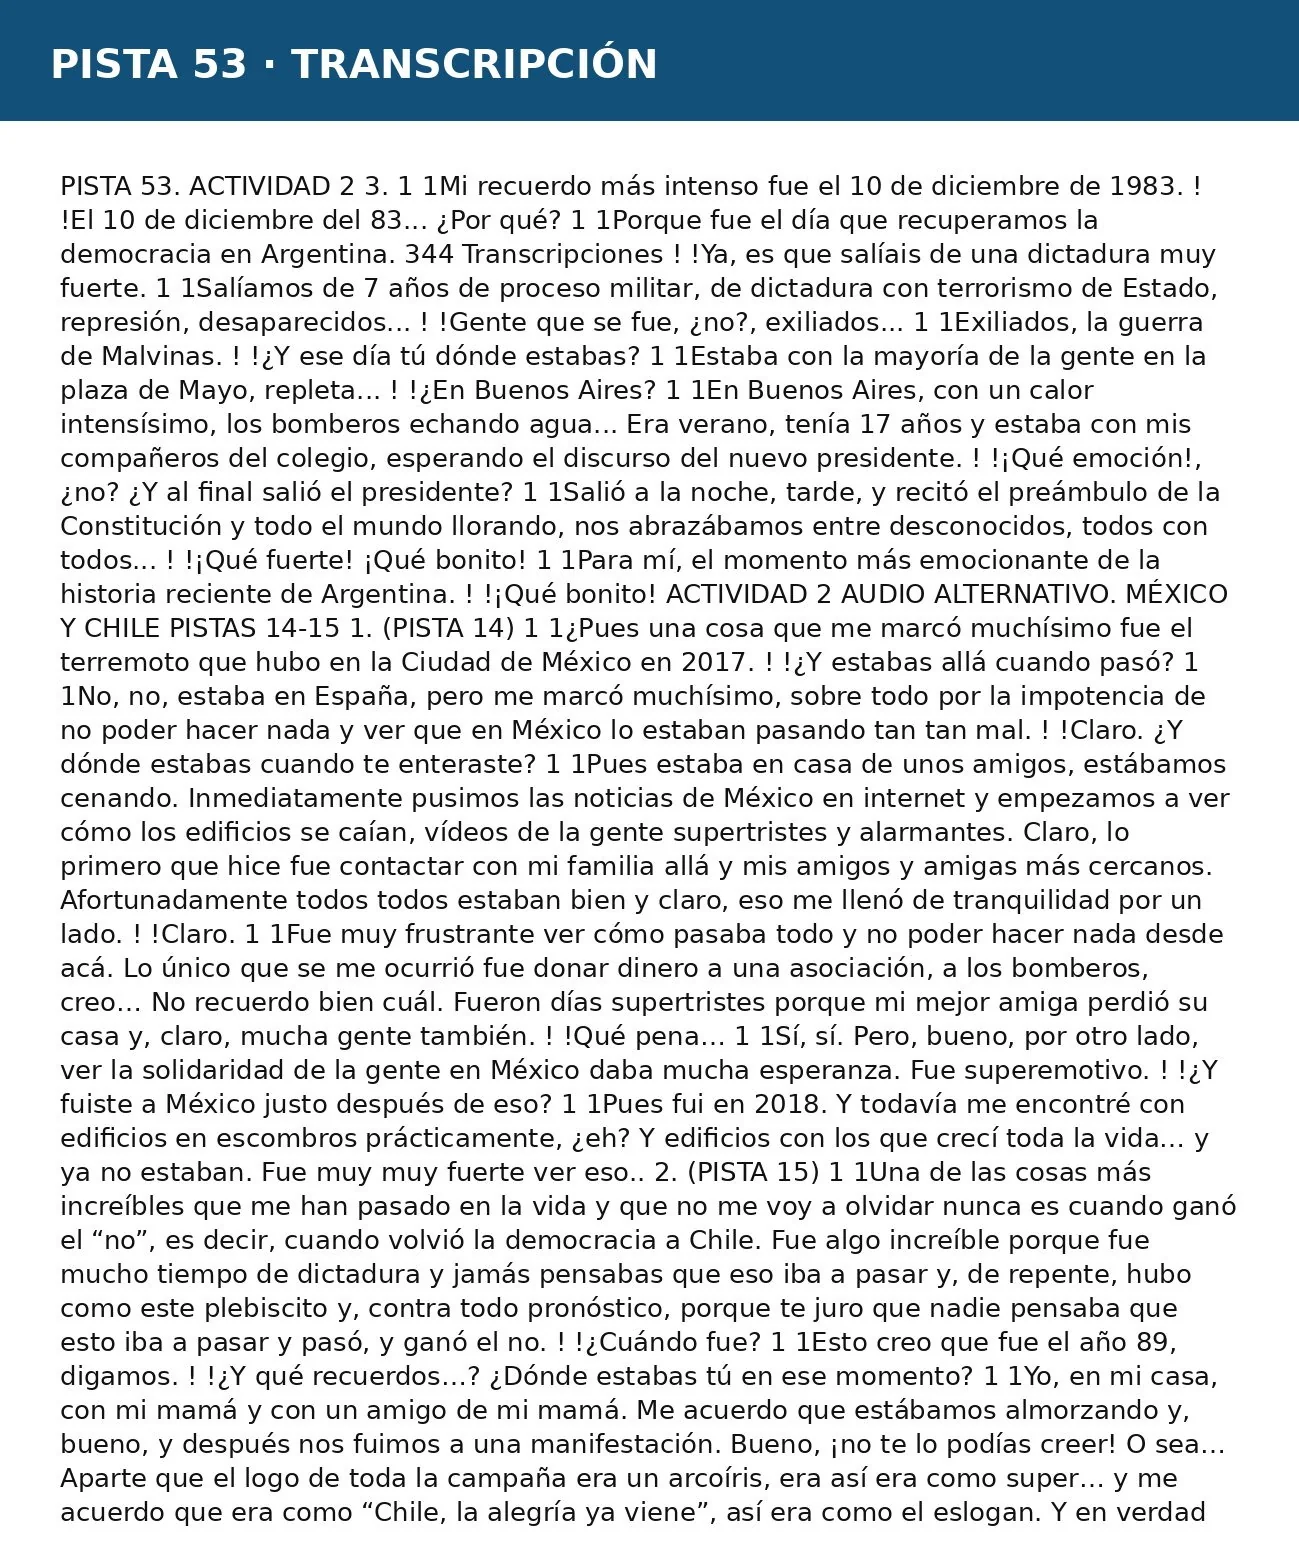 PISTA 53 · TRANSCRIPCIÓN
PISTA 53. ACTIVIDAD 2 3. 1 1Mi recuerdo más intenso fue el 10 de diciembre de 1983. !
!El 10 de diciembre del 83... ¿Por qué? 1 1Porque fue el día que recuperamos la
democracia en Argentina. 344 Transcripciones ! !Ya, es que salíais de una dictadura muy
fuerte. 1 1Salíamos de 7 años de proceso militar, de dictadura con terrorismo de Estado,
represión, desaparecidos... ! !Gente que se fue, ¿no?, exiliados... 1 1Exiliados, la guerra
de Malvinas. ! !¿Y ese día tú dónde estabas? 1 1Estaba con la mayoría de la gente en la
plaza de Mayo, repleta... ! !¿En Buenos Aires? 1 1En Buenos Aires, con un calor
intensísimo, los bomberos echando agua... Era verano, tenía 17 años y estaba con mis
compañeros del colegio, esperando el discurso del nuevo presidente. ! !¡Qué emoción!,
¿no? ¿Y al final salió el presidente? 1 1Salió a la noche, tarde, y recitó el preámbulo de la
Constitución y todo el mundo llorando, nos abrazábamos entre desconocidos, todos con
todos... ! !¡Qué fuerte! ¡Qué bonito! 1 1Para mí, el momento más emocionante de la
historia reciente de Argentina. ! !¡Qué bonito! ACTIVIDAD 2 AUDIO ALTERNATIVO. MÉXICO
Y CHILE PISTAS 14-15 1. (PISTA 14) 1 1¿Pues una cosa que me marcó muchísimo fue el
terremoto que hubo en la Ciudad de México en 2017. ! !¿Y estabas allá cuando pasó? 1
1No, no, estaba en España, pero me marcó muchísimo, sobre todo por la impotencia de
no poder hacer nada y ver que en México lo estaban pasando tan tan mal. ! !Claro. ¿Y
dónde estabas cuando te enteraste? 1 1Pues estaba en casa de unos amigos, estábamos
cenando. Inmediatamente pusimos las noticias de México en internet y empezamos a ver
cómo los edificios se caían, vídeos de la gente supertristes y alarmantes. Claro, lo
primero que hice fue contactar con mi familia allá y mis amigos y amigas más cercanos.
Afortunadamente todos todos estaban bien y claro, eso me llenó de tranquilidad por un
lado. ! !Claro. 1 1Fue muy frustrante ver cómo pasaba todo y no poder hacer nada desde
acá. Lo único que se me ocurrió fue donar dinero a una asociación, a los bomberos,
creo... No recuerdo bien cuál. Fueron días supertristes porque mi mejor amiga perdió su
casa y, claro, mucha gente también. ! !Qué pena... 1 1Sí, sí. Pero, bueno, por otro lado,
ver la solidaridad de la gente en México daba mucha esperanza. Fue superemotivo. ! !¿Y
fuiste a México justo después de eso? 1 1Pues fui en 2018. Y todavía me encontré con
edificios en escombros prácticamente, ¿eh? Y edificios con los que crecí toda la vida... y
ya no estaban. Fue muy muy fuerte ver eso.. 2. (PISTA 15) 1 1Una de las cosas más
increíbles que me han pasado en la vida y que no me voy a olvidar nunca es cuando ganó
el “no”, es decir, cuando volvió la democracia a Chile. Fue algo increíble porque fue
mucho tiempo de dictadura y jamás pensabas que eso iba a pasar y, de repente, hubo
como este plebiscito y, contra todo pronóstico, porque te juro que nadie pensaba que
esto iba a pasar y pasó, y ganó el no. ! !¿Cuándo fue? 1 1Esto creo que fue el año 89,
digamos. ! !¿Y qué recuerdos...? ¿Dónde estabas tú en ese momento? 1 1Yo, en mi casa,
con mi mamá y con un amigo de mi mamá. Me acuerdo que estábamos almorzando y,
bueno, y después nos fuimos a una manifestación. Bueno, ¡no te lo podías creer! O sea...
Aparte que el logo de toda la campaña era un arcoíris, era así era como super... y me
acuerdo que era como “Chile, la alegría ya viene”, así era como el eslogan. Y en verdad